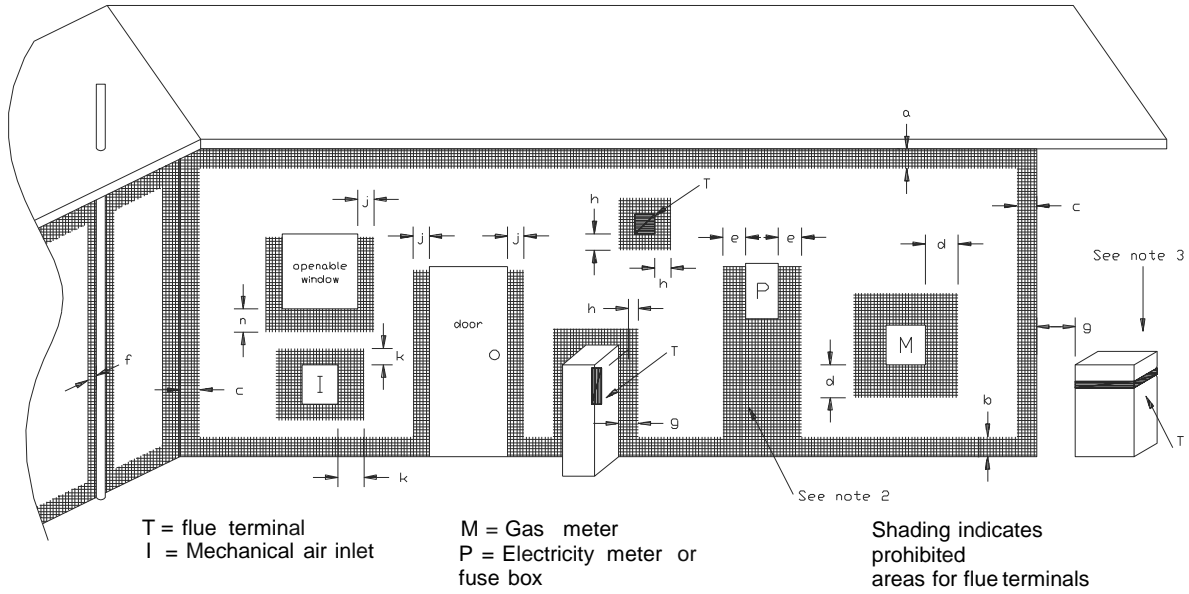 a
T
h
c
j
j
j
e
e
d
h
See note 3
openable
window
P
h
door
n
g
k
M
T
f
I
d
c
b
g
T
k
See note 2
T = flue terminal
I = Mechanical air inlet
M = Gas meter
P = Electricity meter or
fuse box
Shading indicates
prohibited
areas for flue terminals